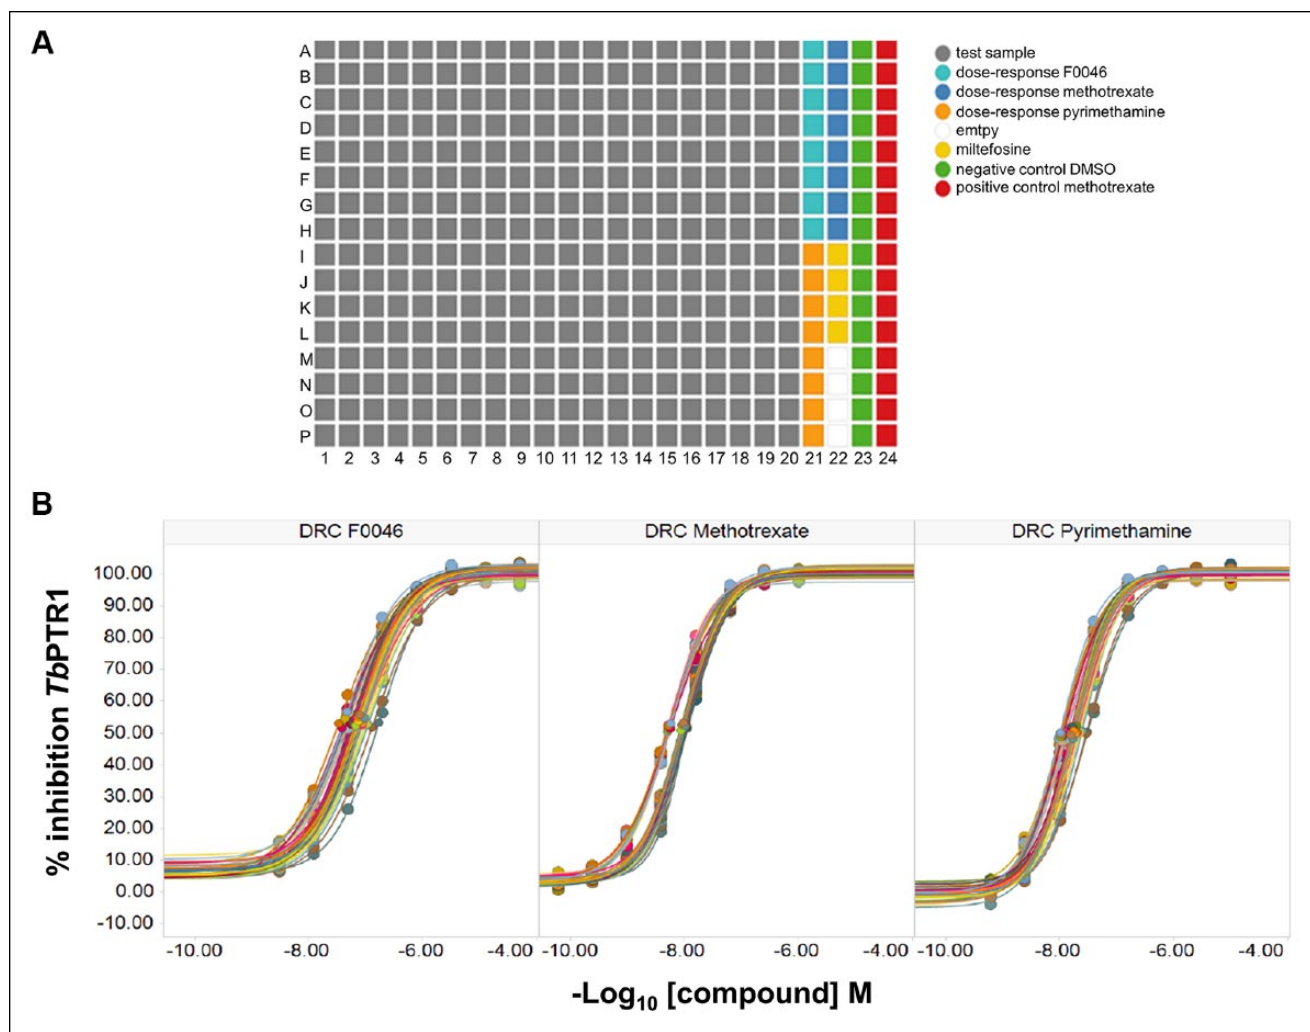 A
A
B
C
D
E
F
G
H
I
J
K
L
M
N
O
P
1 2 3 4 5 6 7 8 9 10 11 12 13 14 15 16 17 18 19 20 21 22 23 24
test sample
dose-response F0046
dose-response methotrexate
dose-response pyrimethamine
emtpy
miltefosine
negative control DMSO
positive control methotrexate
B
DRC F0046 DRC Methotrexate DRC Pyrimethamine
% inhibition TbPTR1
100.00
90.00
80.00
70.00
60.00
50.00
40.00
30.00
20.00
10.00
0.00
-10.00
-10.00 -8.00 -6.00 -4.00 -10.00 -8.00 -6.00 -4.00 -10.00 -8.00 -6.00 -4.00
-Log10 [compound] M